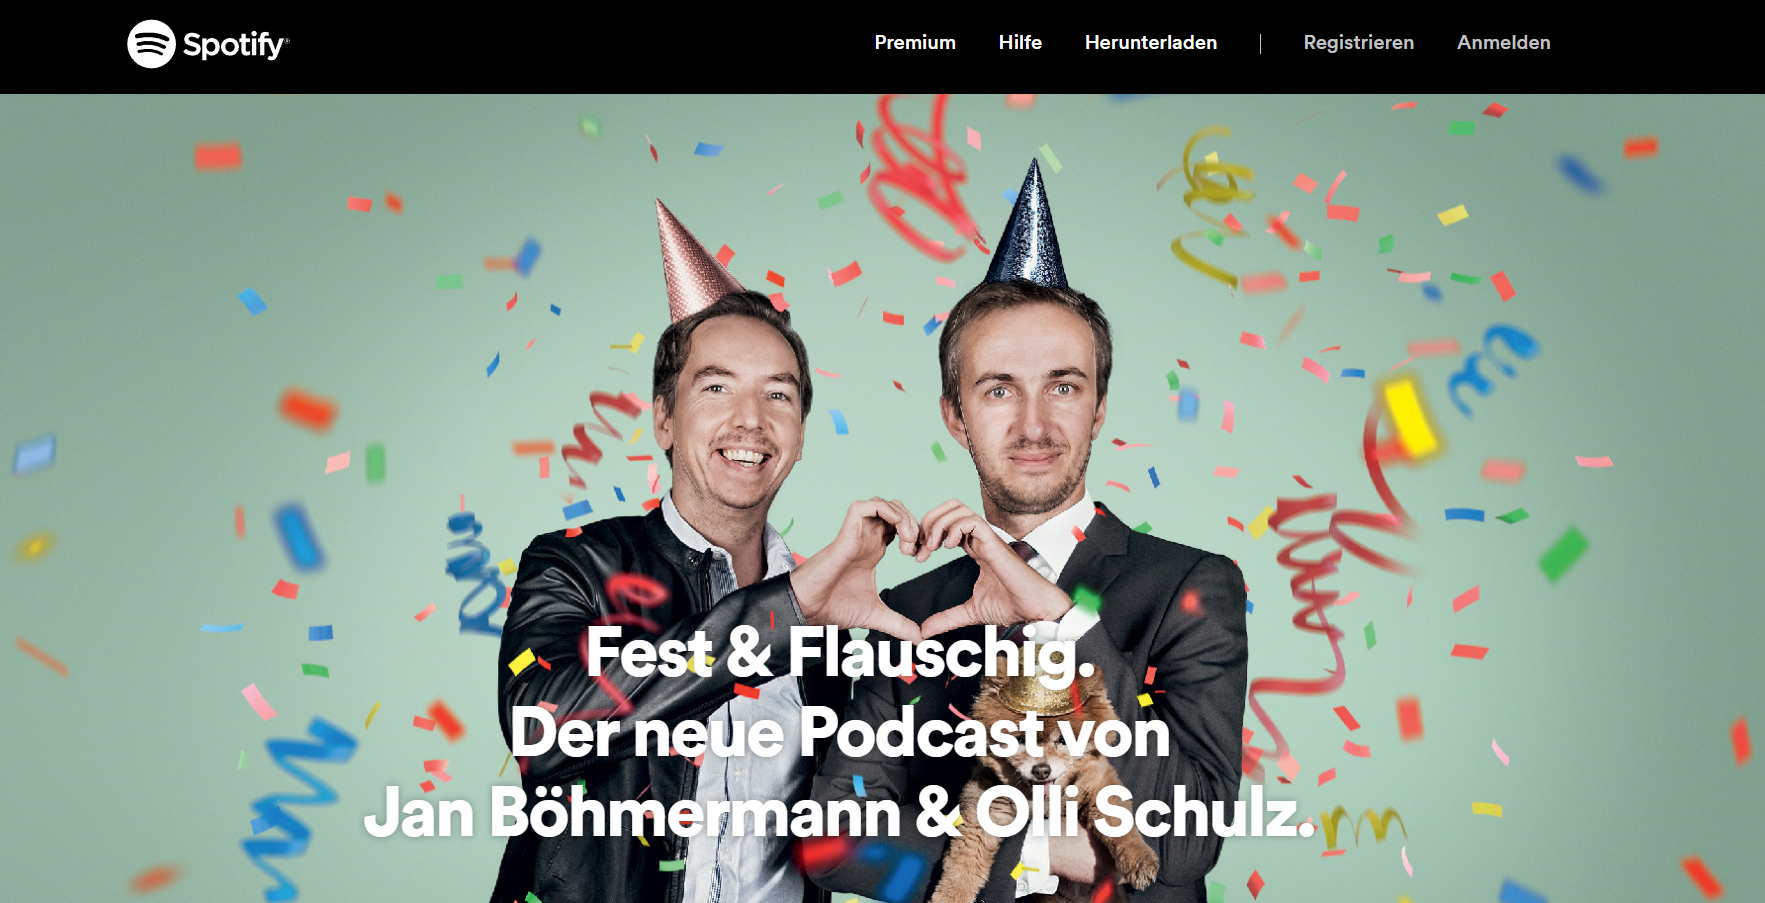 Spotify®
Premium Hilfe Herunterladen | Registrieren Anmelden
Fest & Flauschig.
Der neue Podcast von
Jan Böhmermann & Olli Schulz.